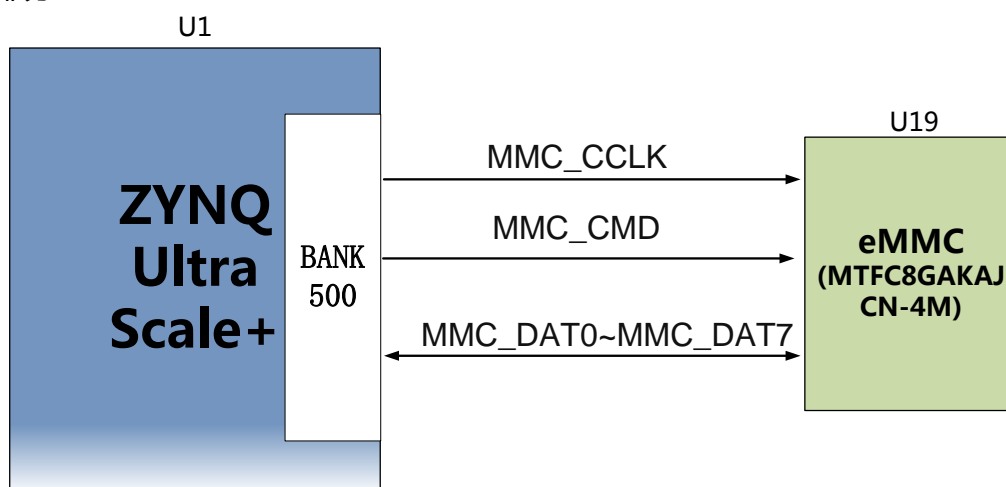 U1
U19
MMC_CCLK
ZYNQ
Ultra
Scale+
BANK
500
MMC_CMD
eMMC
(MTFC8GAKAJ
CN-4M)
MMC_DAT0~MMC_DAT7